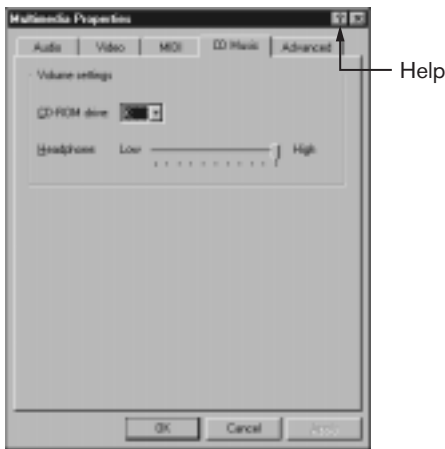 Multimedia Properties
Audio Video MIDI CD Music Advanced
Help
Volume settings
CD-ROM drive:
Headphone: Low High
OK Cancel Apply